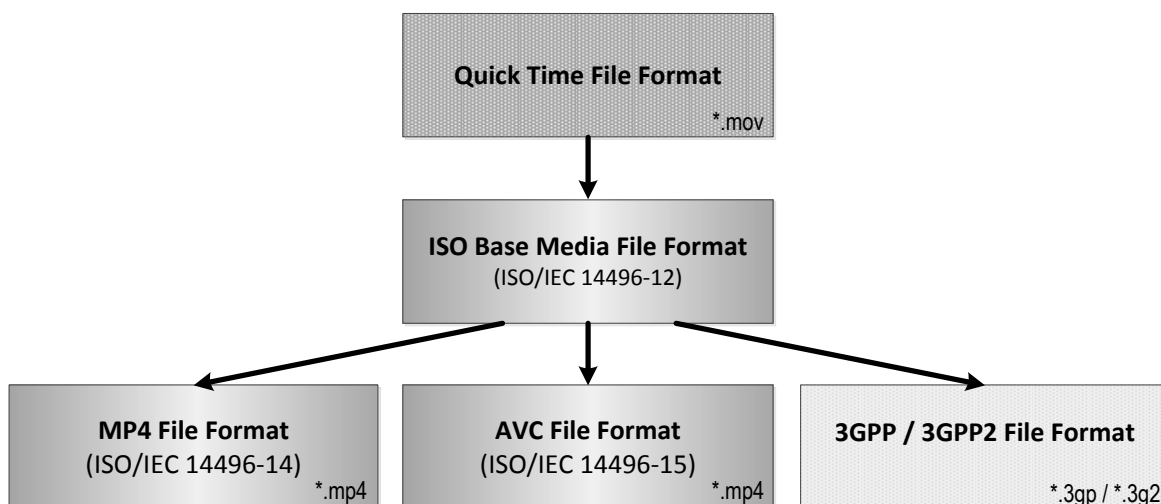 Quick Time File Format
*.mov
ISO Base Media File Format
(ISO/IEC 14496-12)
MP4 File Format
(ISO/IEC 14496-14)
*.mp4
AVC File Format
(ISO/IEC 14496-15)
*.mp4
3GPP / 3GPP2 File Format
*.3gp / *.3g2